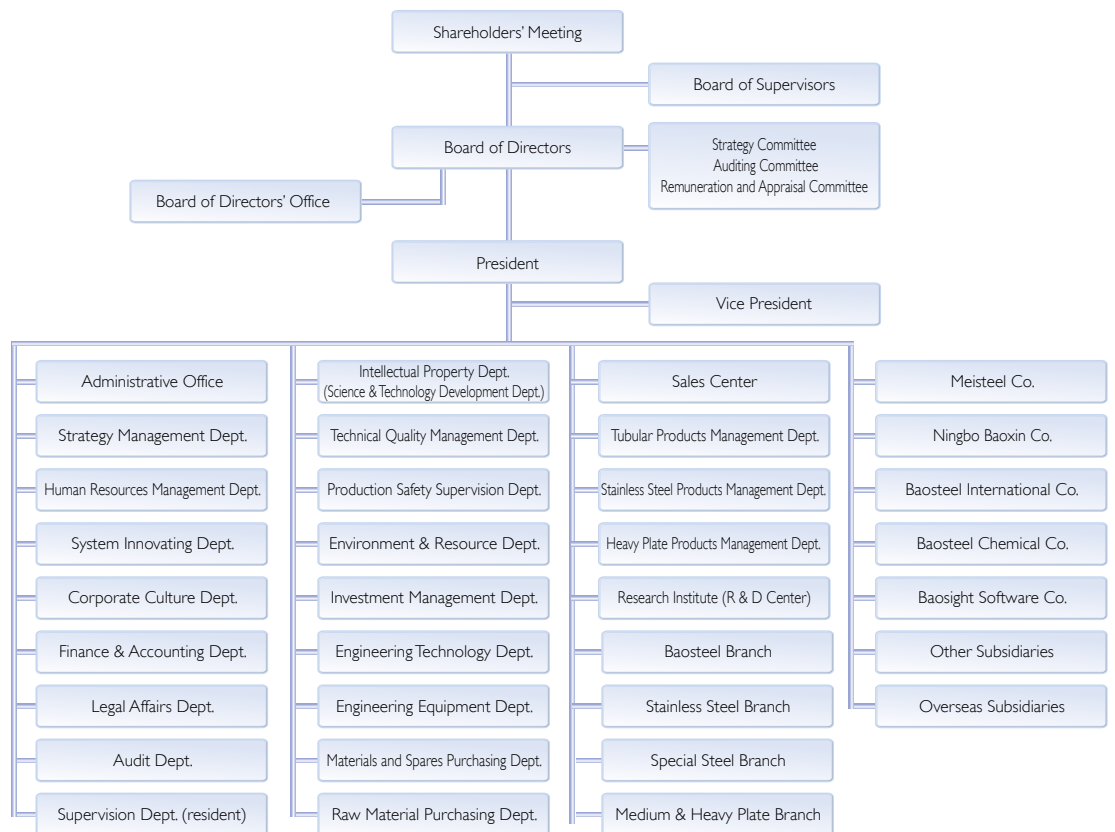 Shareholders' Meeting
Board of Supervisors
Board of Directors
Strategy Committee
Auditing Committee
Remuneration and Appraisal Committee
Board of Directors' Office
President
Vice President
Administrative Office
Strategy Management Dept.
Human Resources Management Dept.
System Innovating Dept.
Corporate Culture Dept.
Finance & Accounting Dept.
Legal Affairs Dept.
Audit Dept.
Supervision Dept. (resident)
Intellectual Property Dept.
(Science & Technology Development Dept.)
Technical Quality Management Dept.
Production Safety Supervision Dept.
Environment & Resource Dept.
Investment Management Dept.
Engineering Technology Dept.
Engineering Equipment Dept.
Materials and Spares Purchasing Dept.
Raw Material Purchasing Dept.
Sales Center
Tubular Products Management Dept.
Stainless Steel Products Management Dept.
Heavy Plate Products Management Dept.
Research Institute (R & D Center)
Baosteel Branch
Stainless Steel Branch
Special Steel Branch
Medium & Heavy Plate Branch
Meisteel Co.
Ningbo Baoxin Co.
Baosteel International Co.
Baosteel Chemical Co.
Baosight Software Co.
Other Subsidiaries
Overseas Subsidiaries